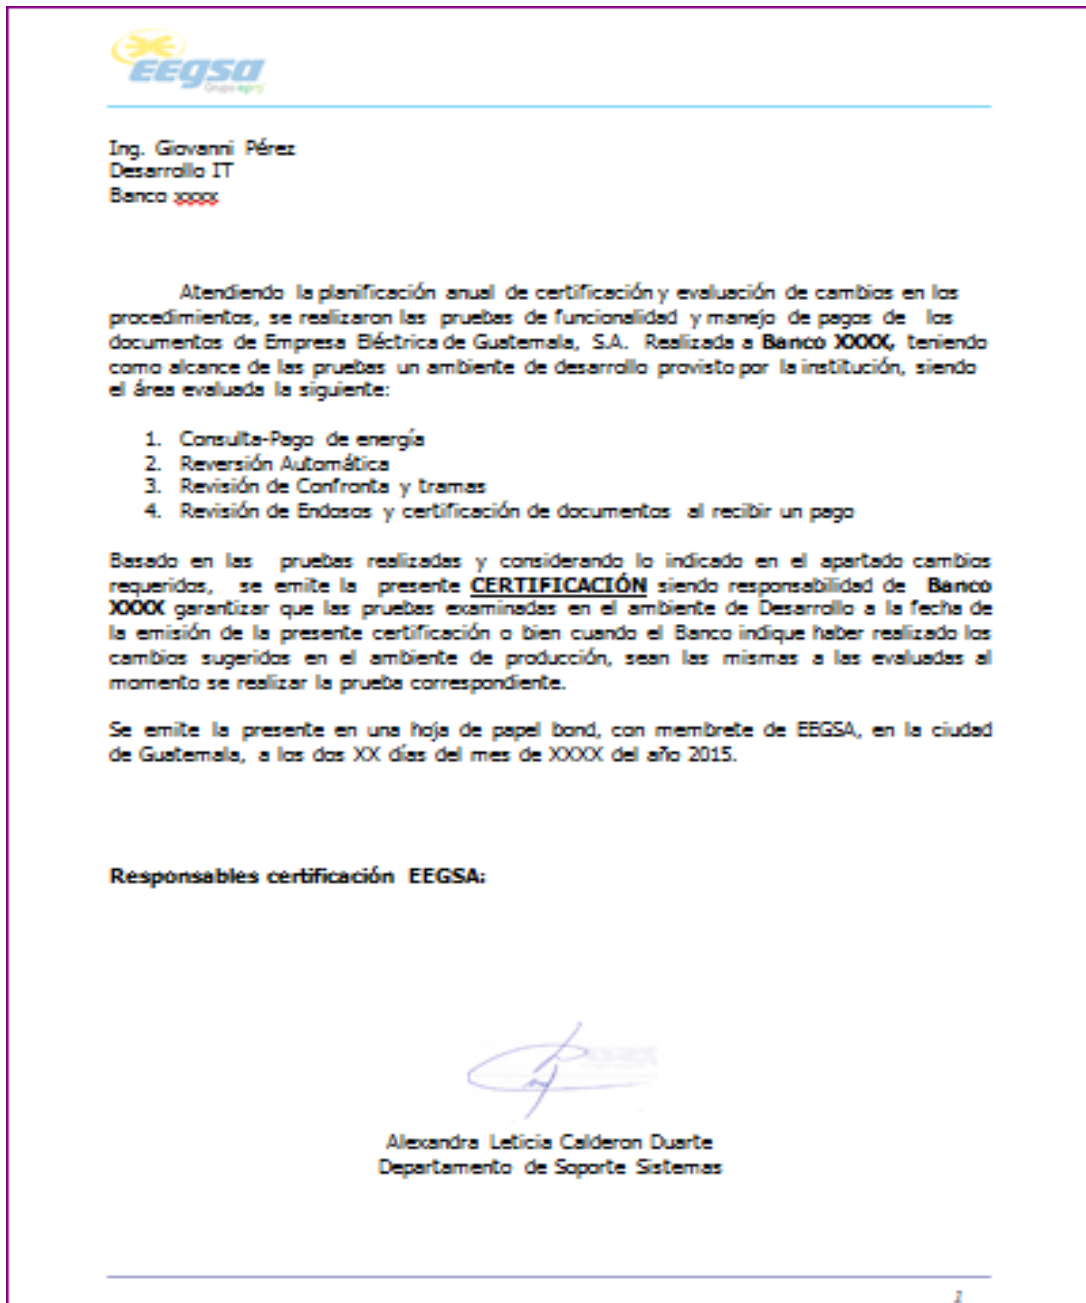 EEGSA
Grupo epm
Ing. Giovanni Pérez
Desarrollo IT
Banco xxxx
Atendiendo la planificación anual de certificación y evaluación de cambios en los
procedimientos, se realizaron las pruebas de funcionalidad y manejo de pagos de los
documentos de Empresa Eléctrica de Guatemala, S.A. Realizada a Banco XXXX, teniendo
como alcance de las pruebas un ambiente de desarrollo provisto por la institución, siendo
el área evaluada la siguiente:
1. Consulta-Pago de energía
2. Reversión Automática
3. Revisión de Confronta y tramas
4. Revisión de Endosos y certificación de documentos al recibir un pago
Basado en las pruebas realizadas y considerando lo indicado en el apartado cambios
requeridos, se emite la presente CERTIFICACIÓN siendo responsabilidad de Banco
XXXX garantizar que las pruebas examinadas en el ambiente de Desarrollo a la fecha de
la emisión de la presente certificación o bien cuando el Banco indique haber realizado los
cambios sugeridos en el ambiente de producción, sean las mismas a las evaluadas al
momento se realizar la prueba correspondiente.
Se emite la presente en una hoja de papel bond, con membrete de EEGSA, en la ciudad
de Guatemala, a los dos XX días del mes de XXXX del año 2015.
Responsables certificación EEGSA:
Alexandra Leticia Calderon Duarte
Departamento de Soporte Sistemas
1